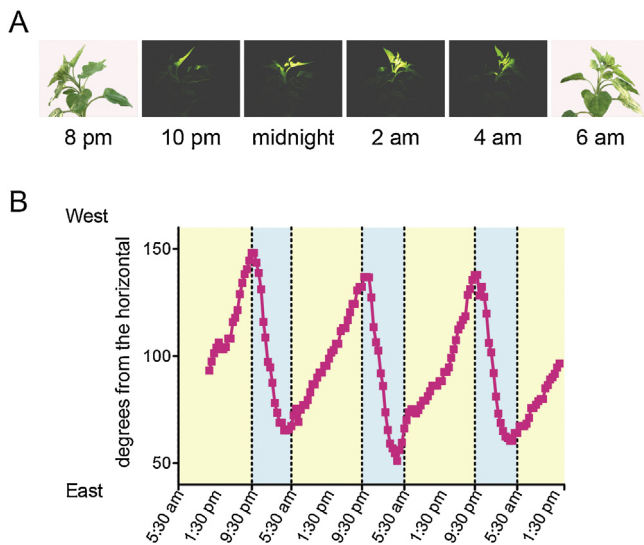 A
8 pm 10 pm midnight 2 am 4 am 6 am
B
West
degrees from the horizontal
150
100
50
East
5:30 am 1:30 pm 9:30 pm 5:30 am 1:30 pm 9:30 pm 5:30 am 1:30 pm 9:30 pm 5:30 am 1:30 pm